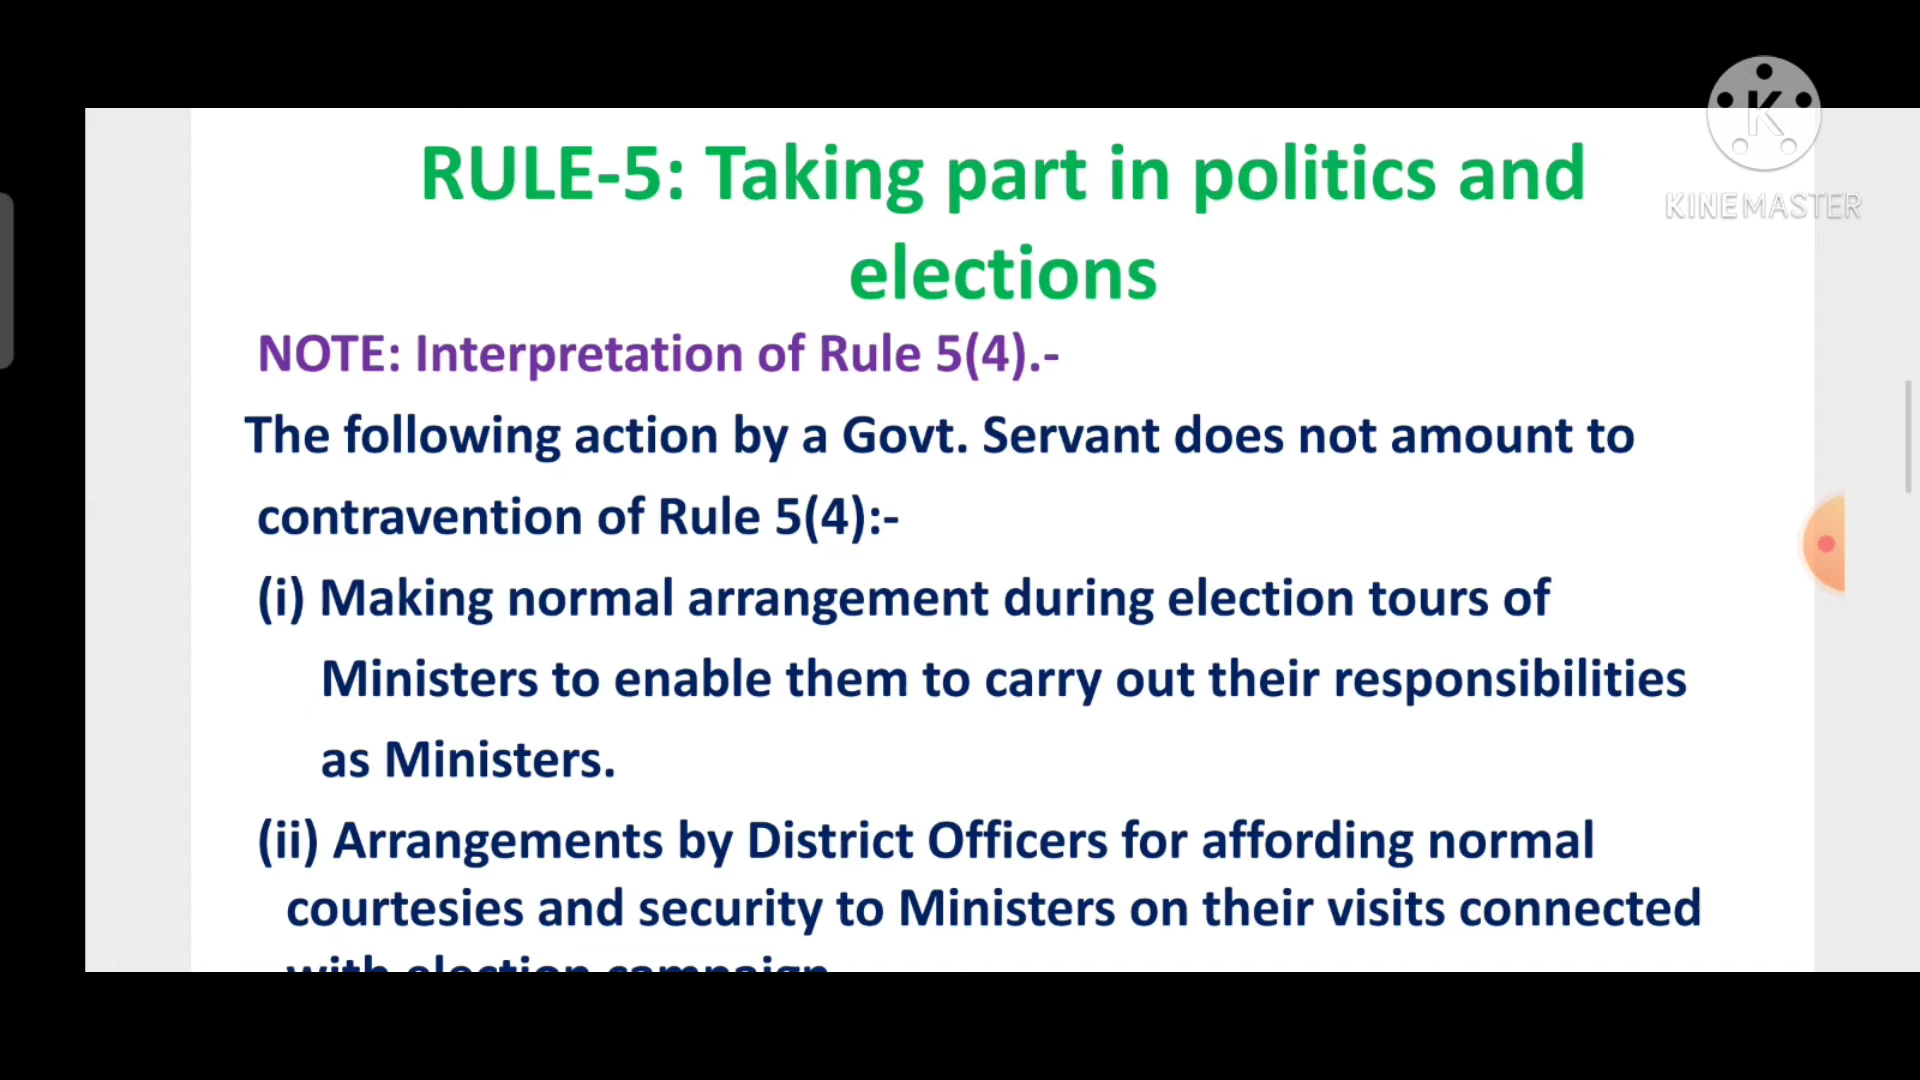 RULE-5: Taking part in politics and
elections
K
KINEMASTER
NOTE: Interpretation of Rule 5(4).-
The following action by a Govt. Servant does not amount to
contravention of Rule 5(4):-
(i) Making normal arrangement during election tours of
Ministers to enable them to carry out their responsibilities
as Ministers.
(ii) Arrangements by District Officers for affording normal
courtesies and security to Ministers on their visits connected
with election campaign